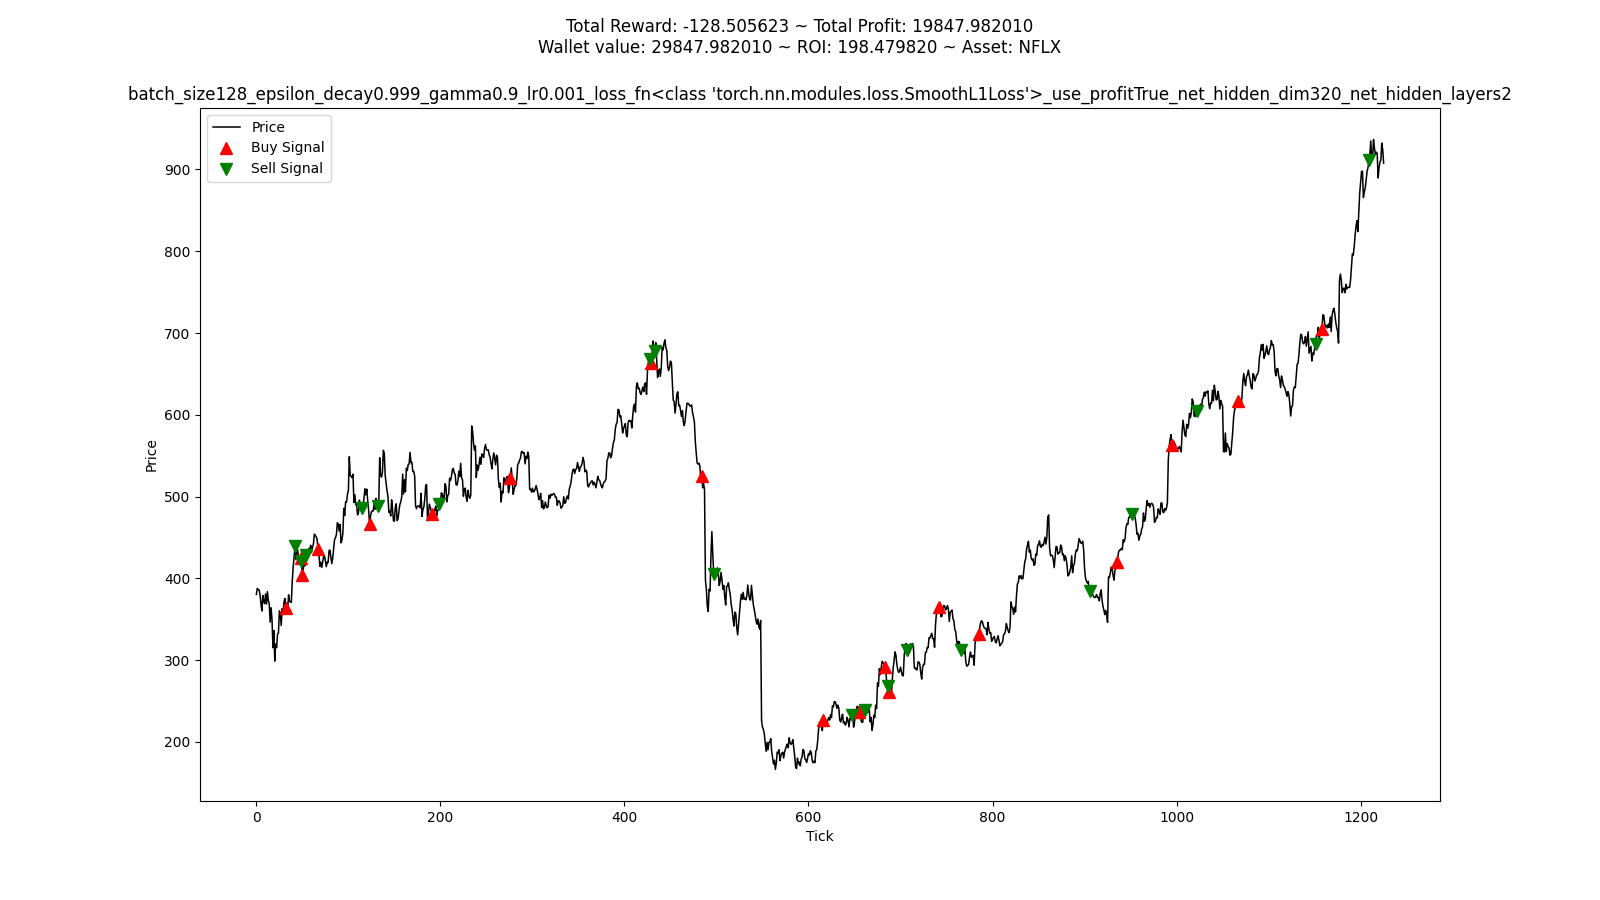 Total Reward: -128.505623 ~ Total Profit: 19847.982010
Wallet value: 29847.982010 ~ ROI: 198.479820 ~ Asset: NFLX
batch_size128_epsilon_decay0.999_gamma0.9_lr0.001_loss_fn<class 'torch.nn.modules.loss.SmoothL1Loss'>_use_profitTrue_net_hidden_dim320_net_hidden_layers2
Price
Buy Signal
Sell Signal
900
800
700
600
500
400
300
200
Price
0 200 400 600 800 1000 1200
Tick